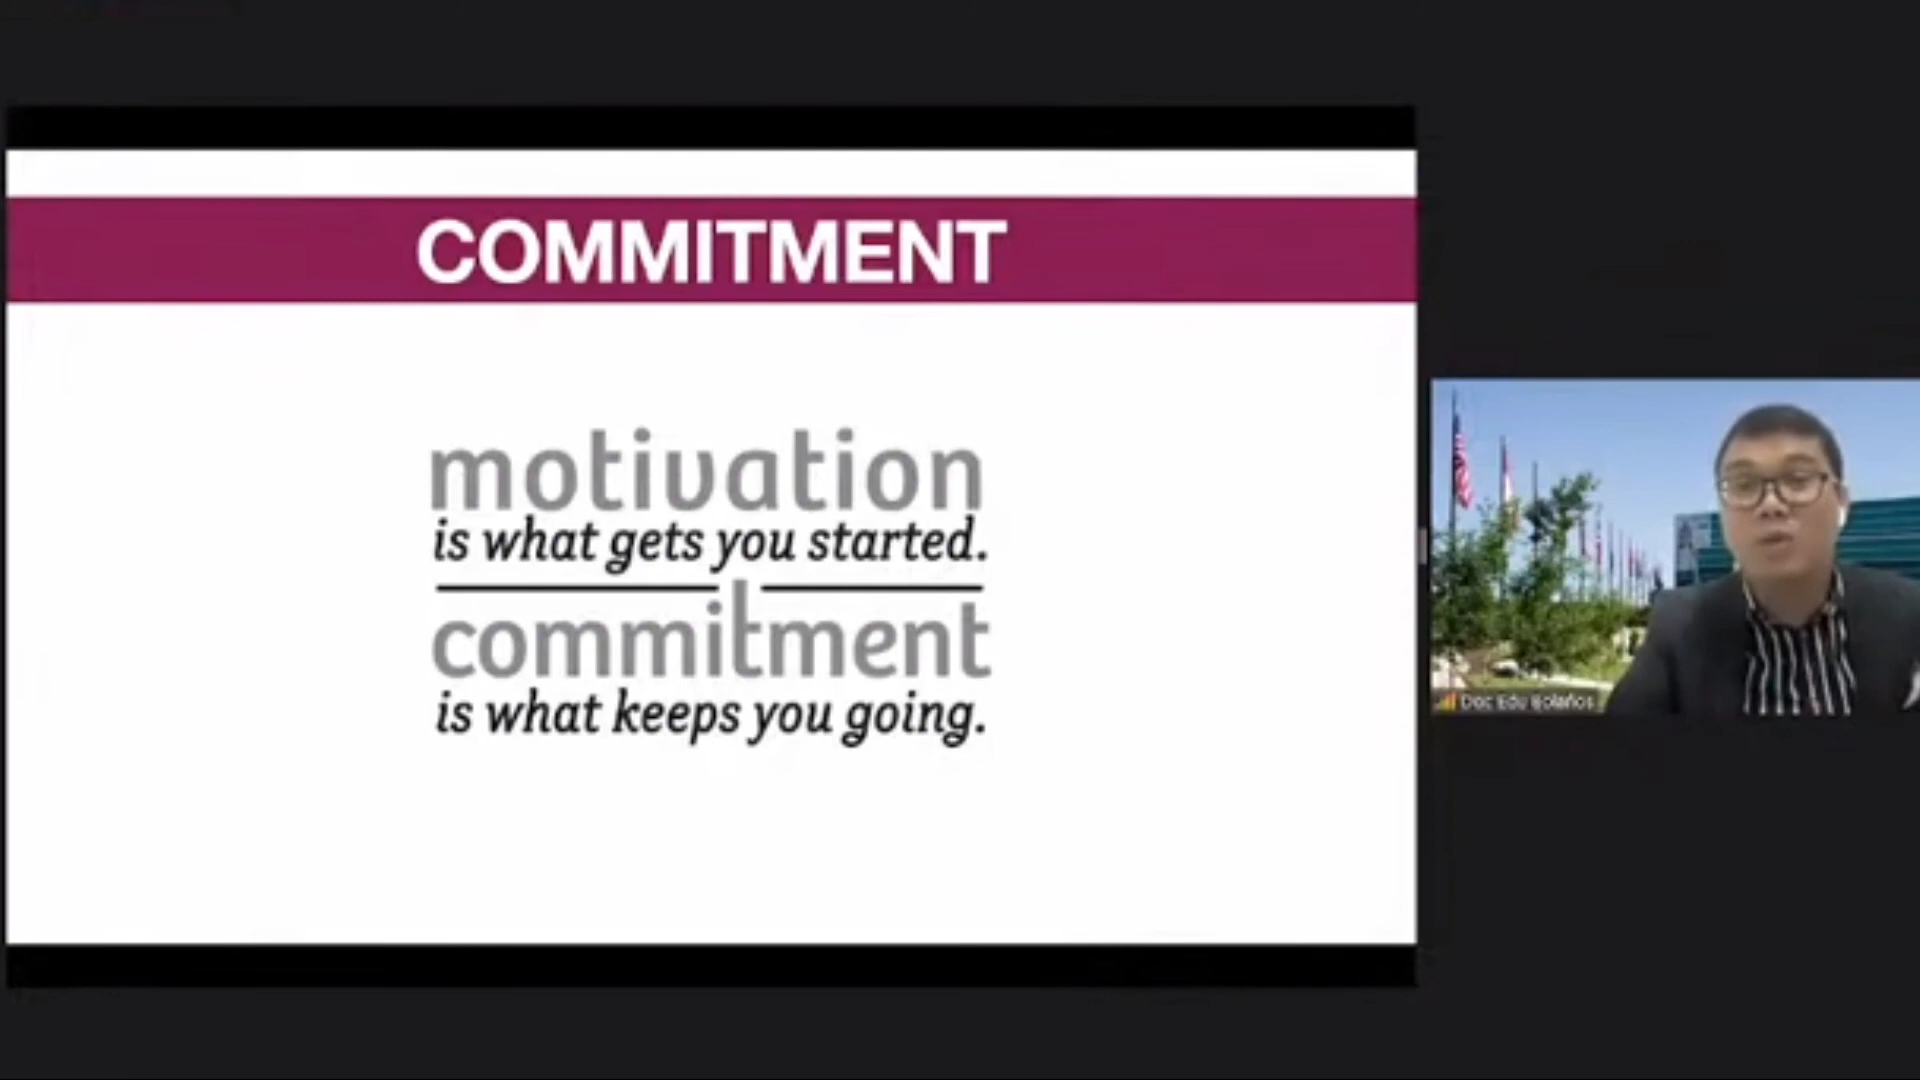 COMMITMENT
motivation
is what gets you started.
commitment
is what keeps you going.
Doc Edu Bolaños